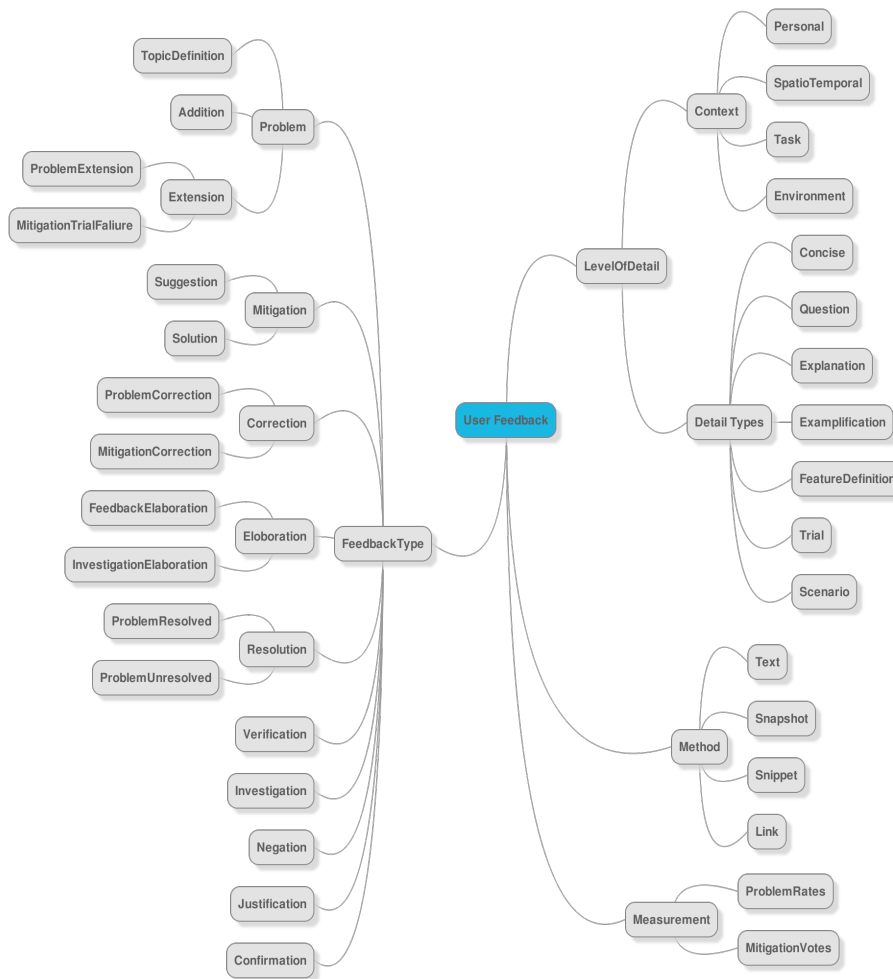 User Feedback
FeedbackType
Problem
TopicDefinition
Addition
Extension
ProblemExtension
MitigationTrialFaliure
Mitigation
Suggestion
Solution
Correction
ProblemCorrection
MitigationCorrection
Eloboration
FeedbackElaboration
InvestigationElaboration
Resolution
ProblemResolved
ProblemUnresolved
Verification
Investigation
Negation
Justification
Confirmation
LevelOfDetail
Context
Personal
SpatioTemporal
Task
Environment
Detail Types
Concise
Question
Explanation
Examplification
FeatureDefinition
Trial
Scenario
Method
Text
Snapshot
Snippet
Link
Measurement
ProblemRates
MitigationVotes